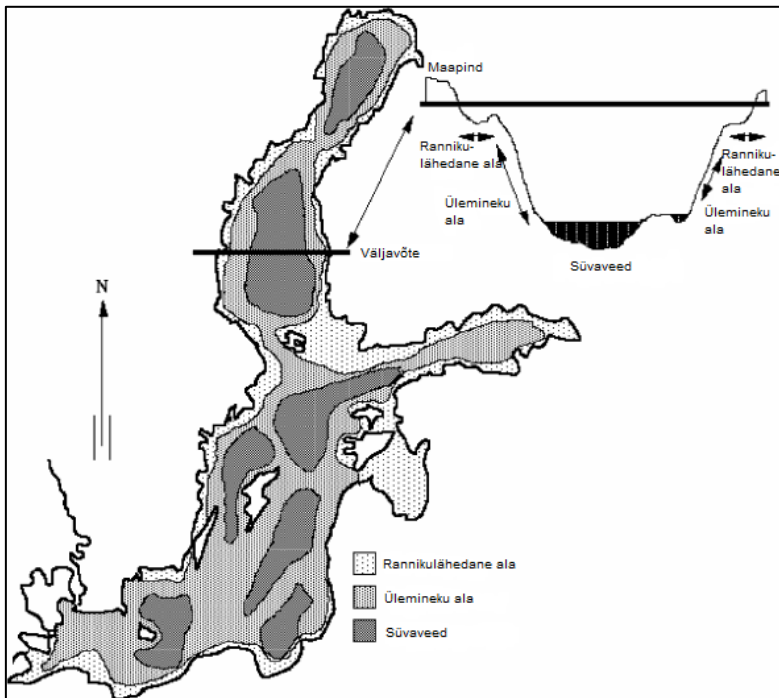 Maapind
Ranniku-
lähedane ala
Ülemineku
ala
Ranniku-
lähedane
ala
Ülemineku
ala
Süvaveed
Väljavõte
N
Rannikulähedane ala
Ülemineku ala
Süvaveed